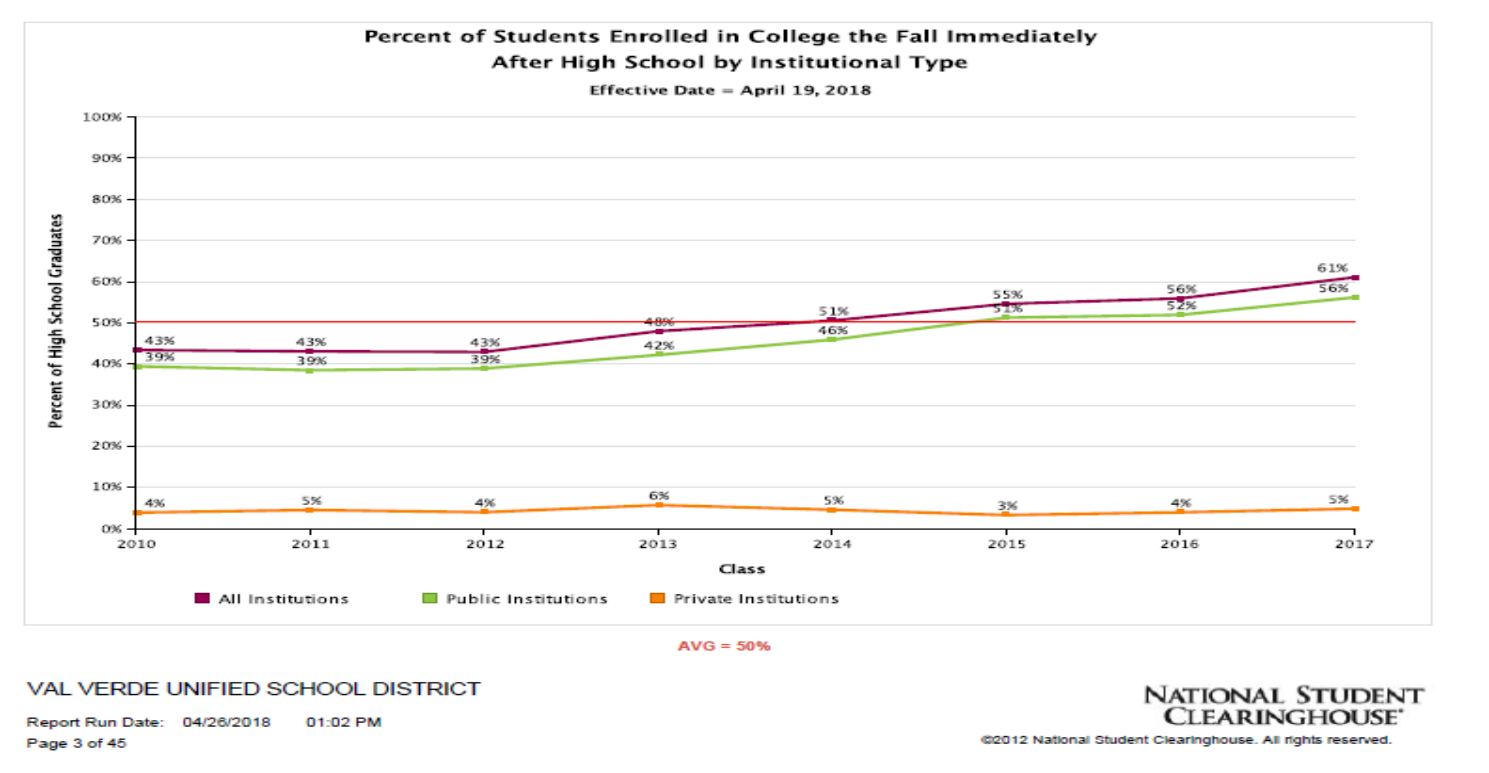 Percent of Students Enrolled in College the Fall Immediately
After High School by Institutional Type
Effective Date = April 19, 2018
Percent of High School Graduates
100%
90%
80%
70%
60%
50%
40%
30%
20%
10%
0%
43% 43% 43% 48% 51% 55% 56% 61%
39% 39% 39% 42% 46% 51% 52% 56%
4% 5% 4% 6% 5% 3% 4% 5%
2010 2011 2012 2013 2014 2015 2016 2017
Class
All Institutions Public Institutions Private Institutions
AVG = 50%
VAL VERDE UNIFIED SCHOOL DISTRICT
Report Run Date: 04/26/2018 01:02 PM
Page 3 of 45
NATIONAL STUDENT
CLEARINGHOUSE®
©2012 National Student Clearinghouse. All rights reserved.